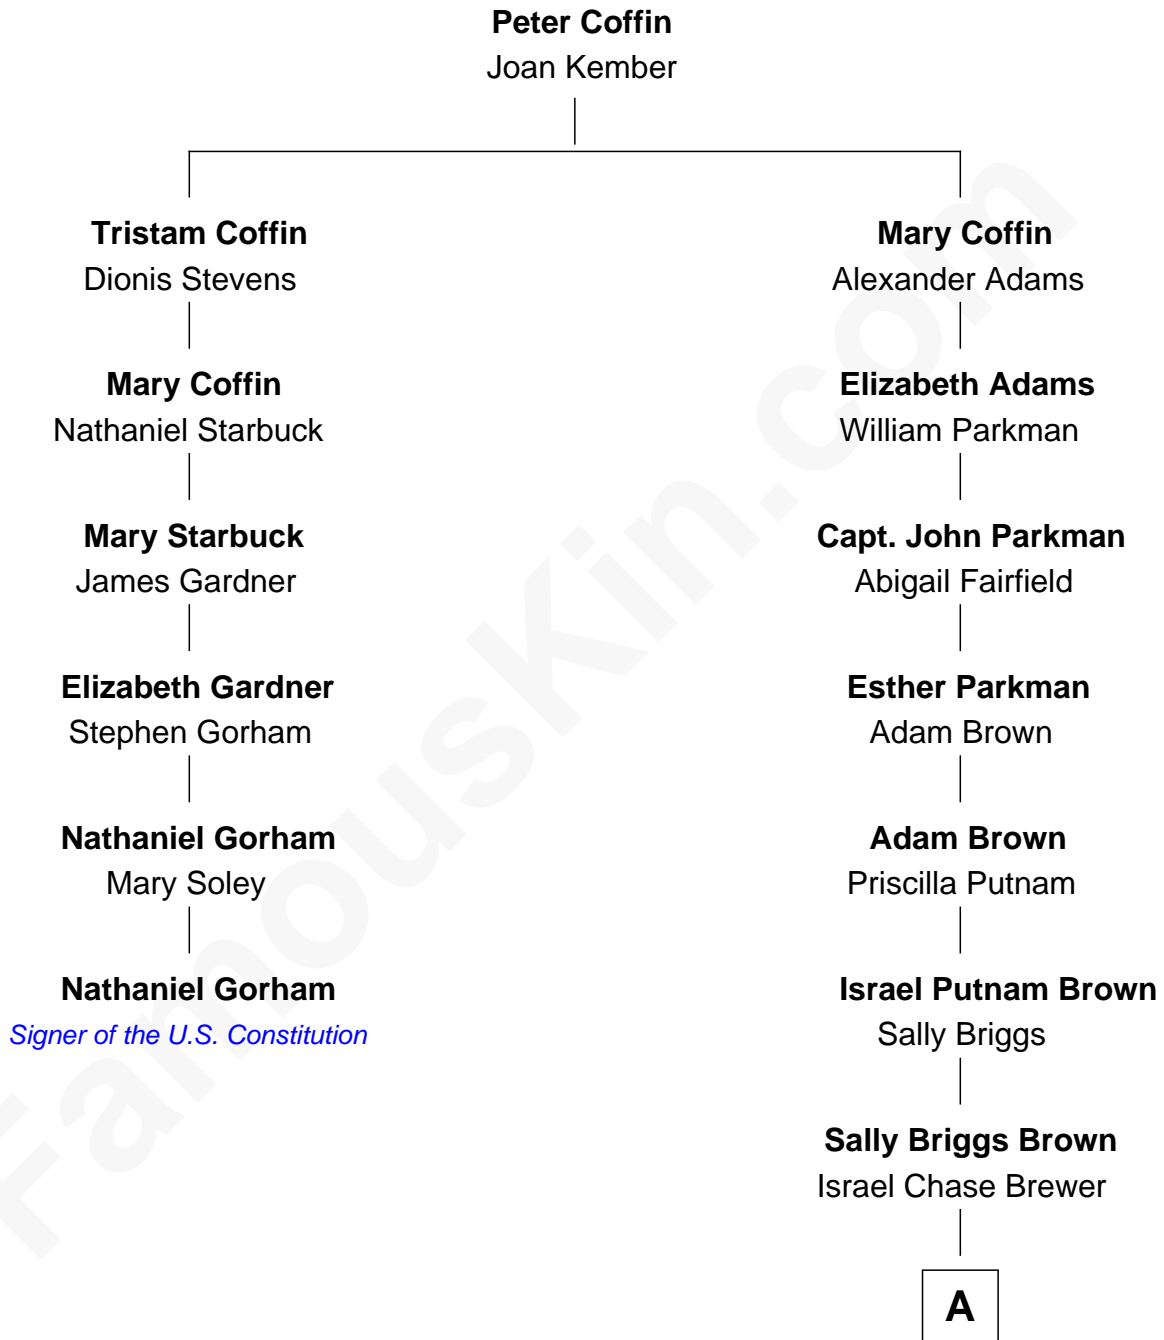 Peter Coffin
Joan Kember
Tristam Coffin
Dionis Stevens
Mary Coffin
Nathaniel Starbuck
Mary Starbuck
James Gardner
Elizabeth Gardner
Stephen Gorham
Nathaniel Gorham
Mary Soley
Nathaniel Gorham
Signer of the U.S. Constitution
Mary Coffin
Alexander Adams
Elizabeth Adams
William Parkman
Capt. John Parkman
Abigail Fairfield
Esther Parkman
Adam Brown
Adam Brown
Priscilla Putnam
Israel Putnam Brown
Sally Briggs
Sally Briggs Brown
Israel Chase Brewer
A
FamousKin.com